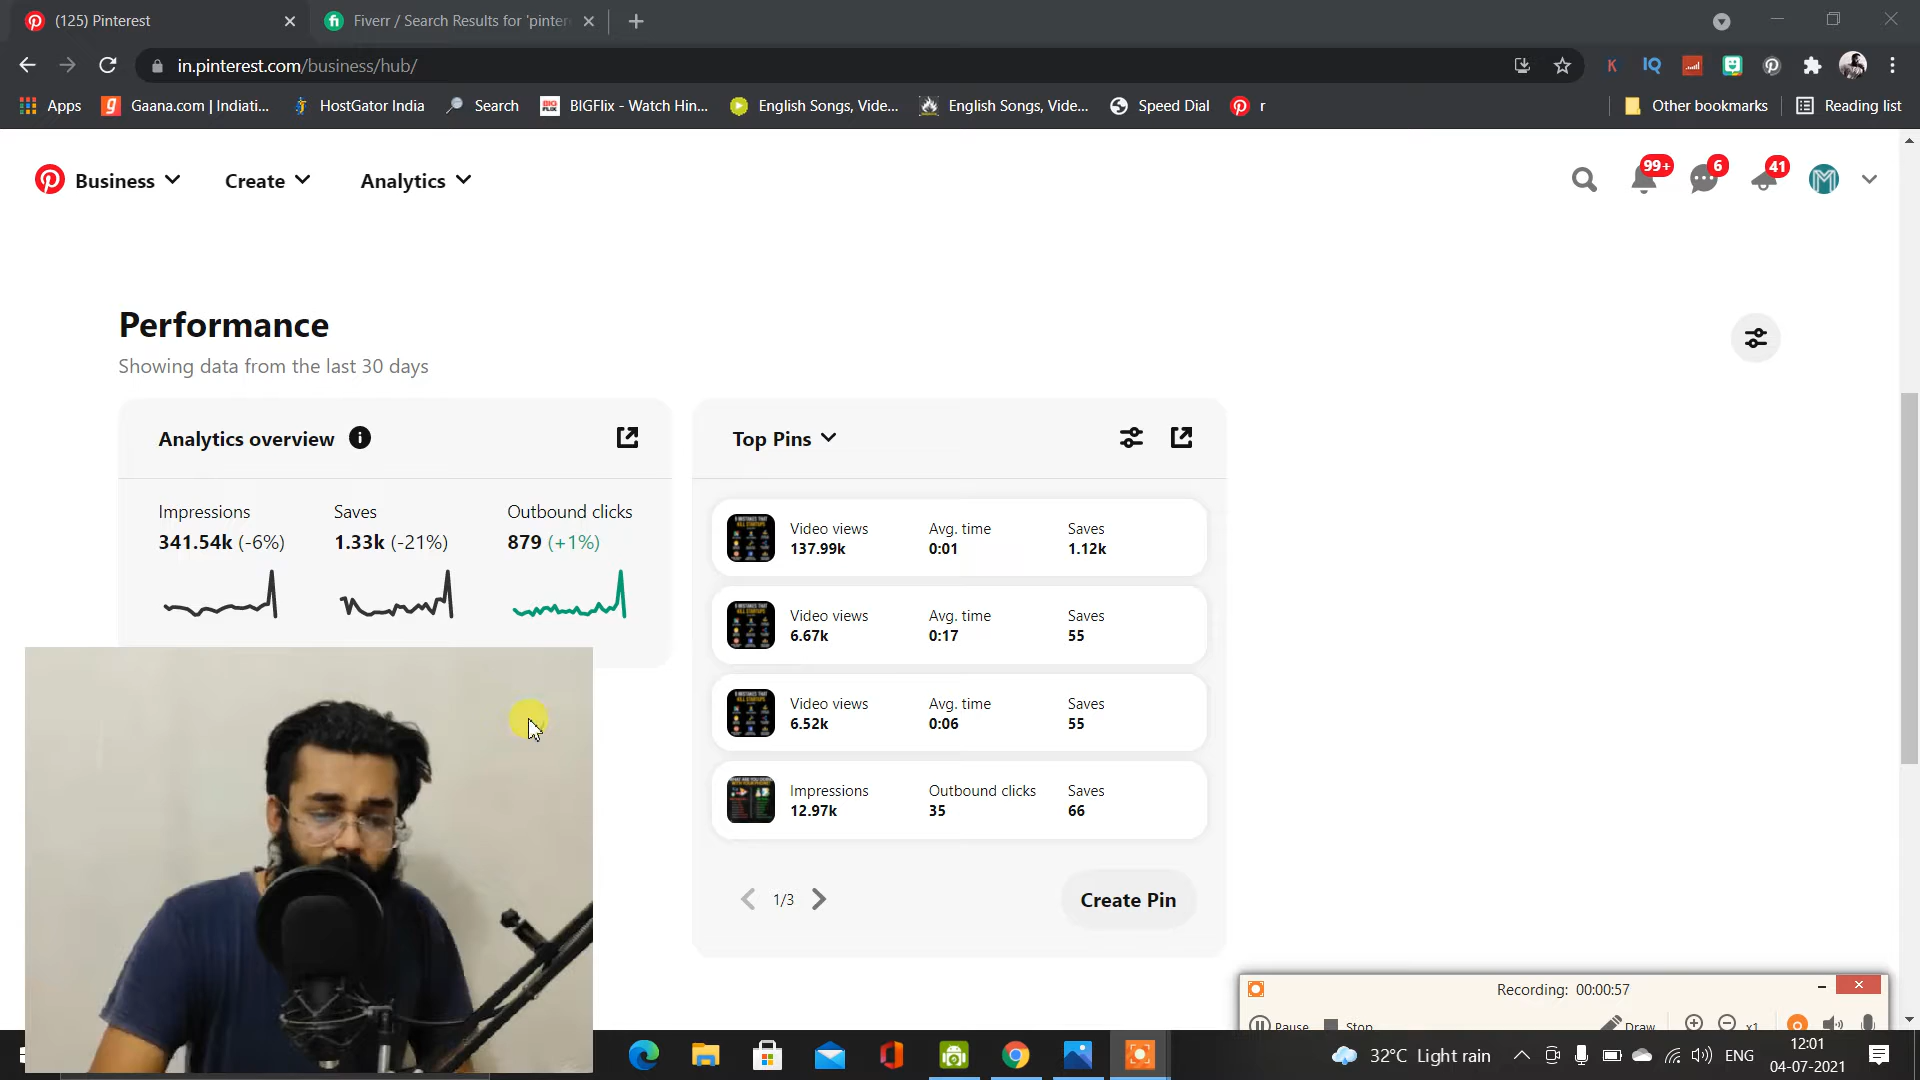 (125) Pinterest
Fiverr / Search Results for 'pinter
in.pinterest.com/business/hub/
Apps
Gaana.com | Indiati...
HostGator India
Search
BIGFlix - Watch Hin...
English Songs, Vide...
English Songs, Vide...
Speed Dial
r
Other bookmarks
Reading list
Business
Create
Analytics
99+
6
41
Performance
Showing data from the last 30 days
Analytics overview
Top Pins
Impressions
341.54k (-6%)
Saves
1.33k (-21%)
Outbound clicks
879 (+1%)
Video views
137.99k
Avg. time
0:01
Saves
1.12k
Video views
6.67k
Avg. time
0:17
Saves
55
Video views
6.52k
Avg. time
0:06
Saves
55
Impressions
12.97k
Outbound clicks
35
Saves
66
1/3
Create Pin
Recording: 00:00:57
Pause
Stop
Draw
x1
32°C Light rain
ENG
12:01
04-07-2021